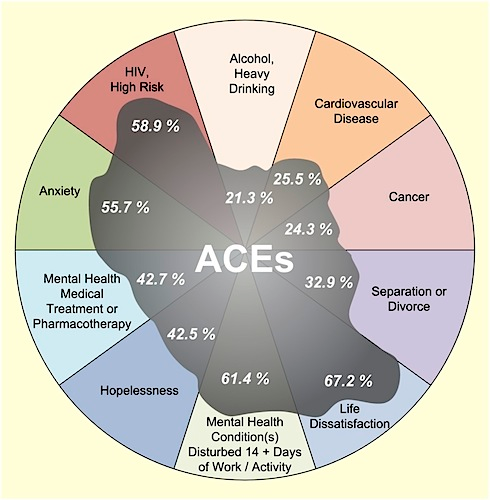 Alcohol,
Heavy
Drinking
21.3 %
Cardiovascular
Disease
25.5 %
Cancer
24.3 %
Separation or
Divorce
32.9 %
Life
Dissatisfaction
67.2 %
Mental Health
Condition(s)
Disturbed 14 + Days
of Work / Activity
61.4 %
Hopelessness
42.5 %
Mental Health
Medical
Treatment or
Pharmacotherapy
42.7 %
Anxiety
55.7 %
HIV,
High Risk
58.9 %
ACEs